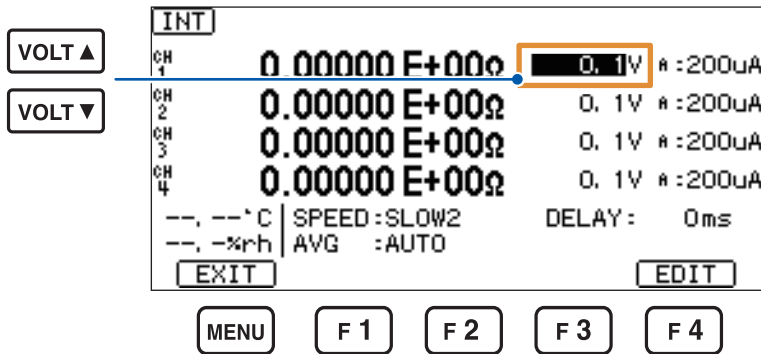 INT
VOLT ▲
VOLT ▼
CH 1 0.00000 E+00Ω 0.1V A:200uA
CH 2 0.00000 E+00Ω 0.1V A:200uA
CH 3 0.00000 E+00Ω 0.1V A:200uA
CH 4 0.00000 E+00Ω 0.1V A:200uA
--.--°C SPEED:SLOW2 DELAY: 0ms
--.-%rh AVG :AUTO
EXIT EDIT
MENU F 1 F 2 F 3 F 4